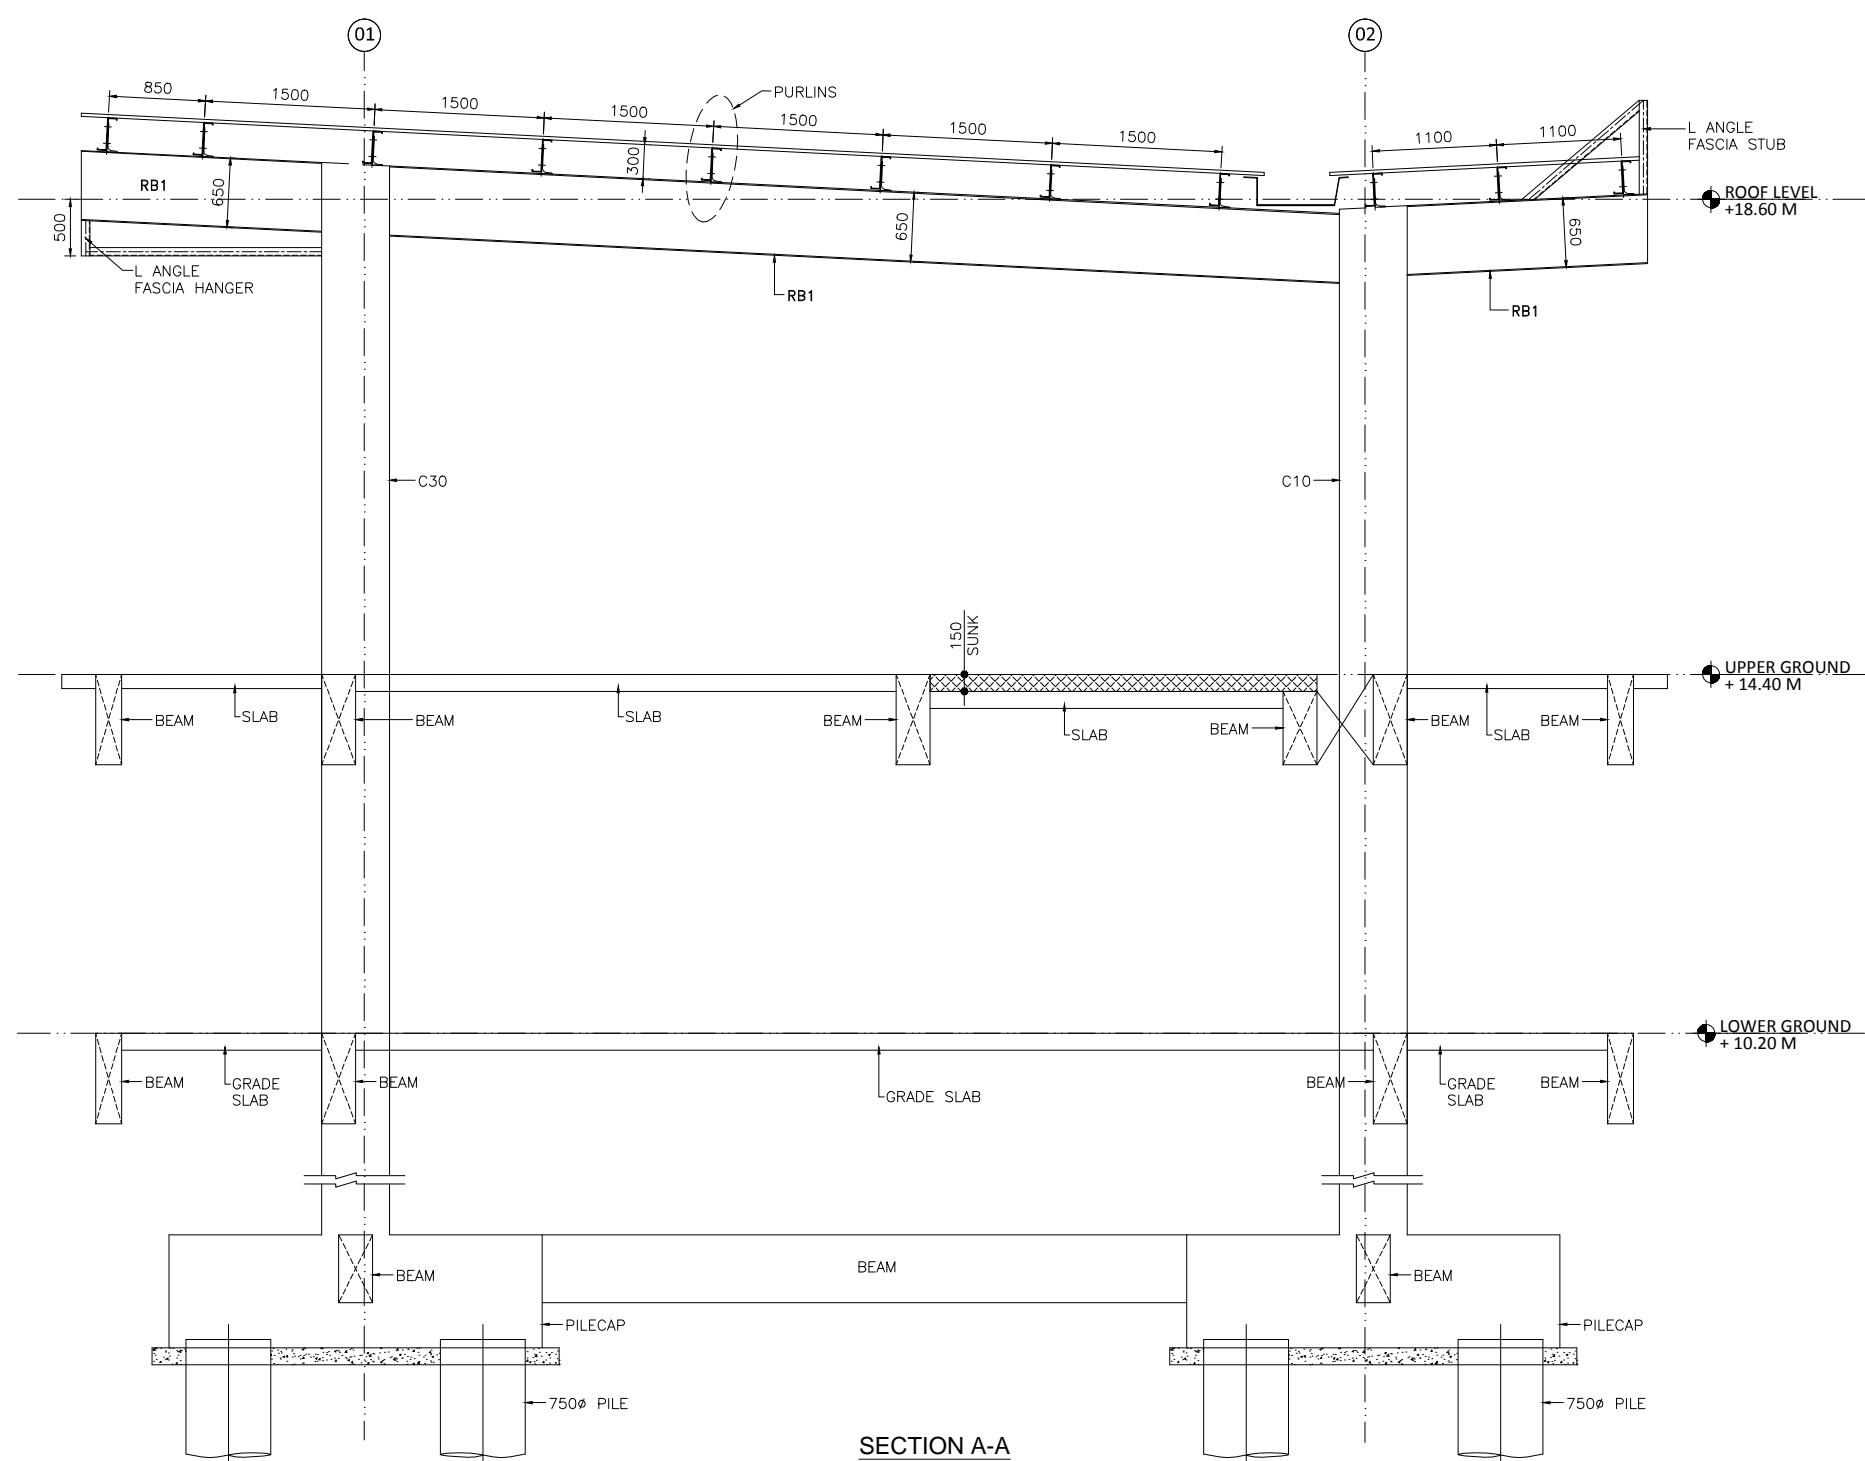 01
02
850
1500
1500
1500
1500
1500
1500
PURLINS
1100
1100
L ANGLE
FASCIA STUB
300
RB1
650
500
650
650
ROOF LEVEL
+18.60 M
L ANGLE
FASCIA HANGER
RB1
RB1
C30
C10
150
SUNK
UPPER GROUND
+ 14.40 M
BEAM
SLAB
BEAM
SLAB
BEAM
SLAB
BEAM
BEAM
SLAB
BEAM
LOWER GROUND
+ 10.20 M
BEAM
GRADE
SLAB
BEAM
GRADE SLAB
BEAM
GRADE
SLAB
BEAM
BEAM
BEAM
BEAM
PILECAP
PILECAP
750ø PILE
750ø PILE
SECTION A-A